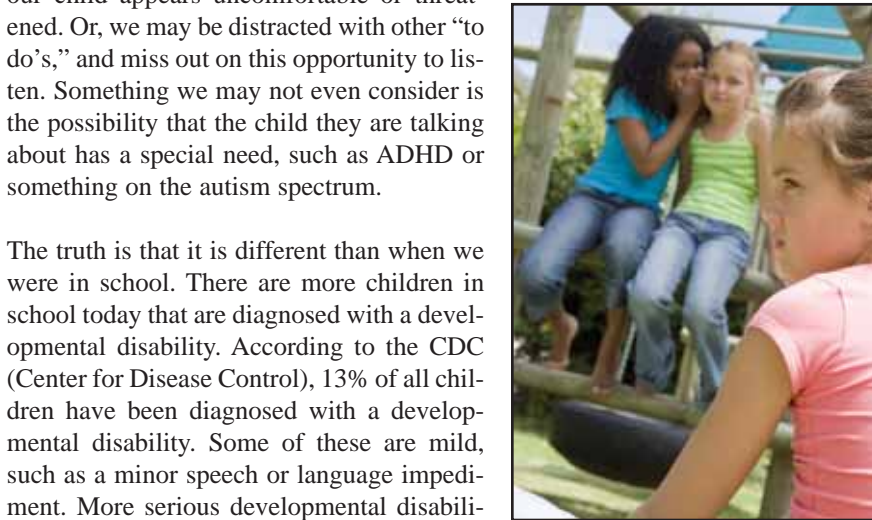 our child appears uncomfortable or threat-
ened. Or, we may be distracted with other “to
do’s,” and miss out on this opportunity to lis-
ten. Something we may not even consider is
the possibility that the child they are talking
about has a special need, such as ADHD or
something on the autism spectrum.
The truth is that it is different than when we
were in school. There are more children in
school today that are diagnosed with a devel-
opmental disability. According to the CDC
(Center for Disease Control), 13% of all chil-
dren have been diagnosed with a develop-
mental disability. Some of these are mild,
such as a minor speech or language impedi-
ment. More serious developmental disabili-